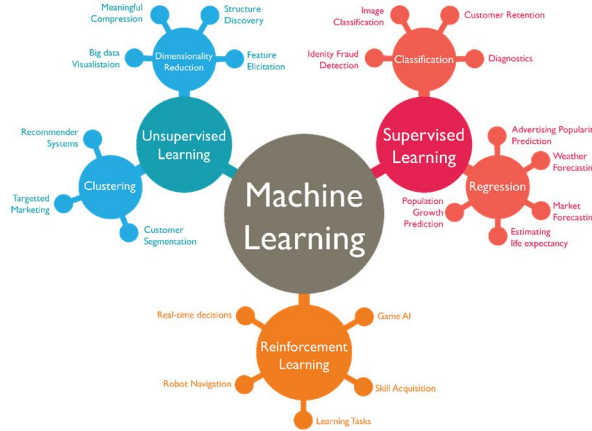 Meaningful
Compression
Structure
Discovery
Big data
Visualistaion
Dimensionality
Reduction
Feature
Elicitation
Unsupervised
Learning
Recommender
Systems
Clustering
Targetted
Marketing
Customer
Segmentation
Image
Classification
Customer Retention
Idenity Fraud
Detection
Classification
Diagnostics
Supervised
Learning
Advertising Popularity
Prediction
Weather
Forecasting
Regression
Population
Growth
Prediction
Market
Forecasting
Estimating
life expectancy
Machine
Learning
Real-time decisions
Game AI
Reinforcement
Learning
Robot Navigation
Skill Acquisition
Learning Tasks